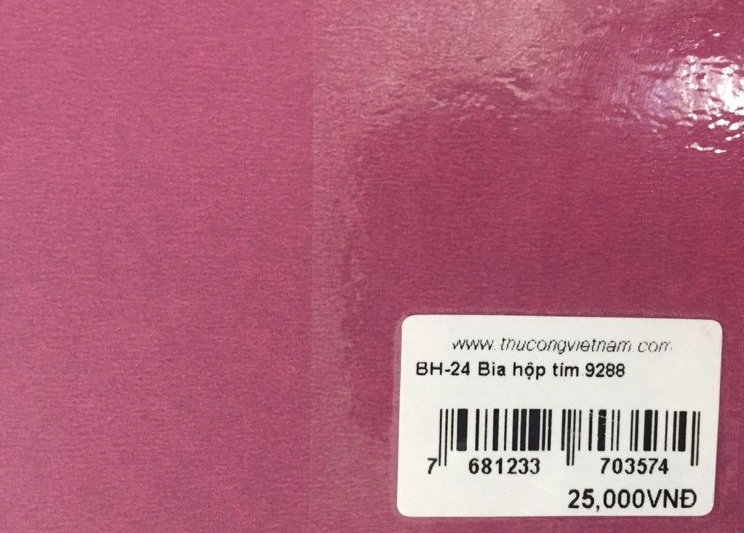 www.thucongvietnam.com
BH-24 Bìa hộp tím 9288
7 681233 703574
25,000VNĐ